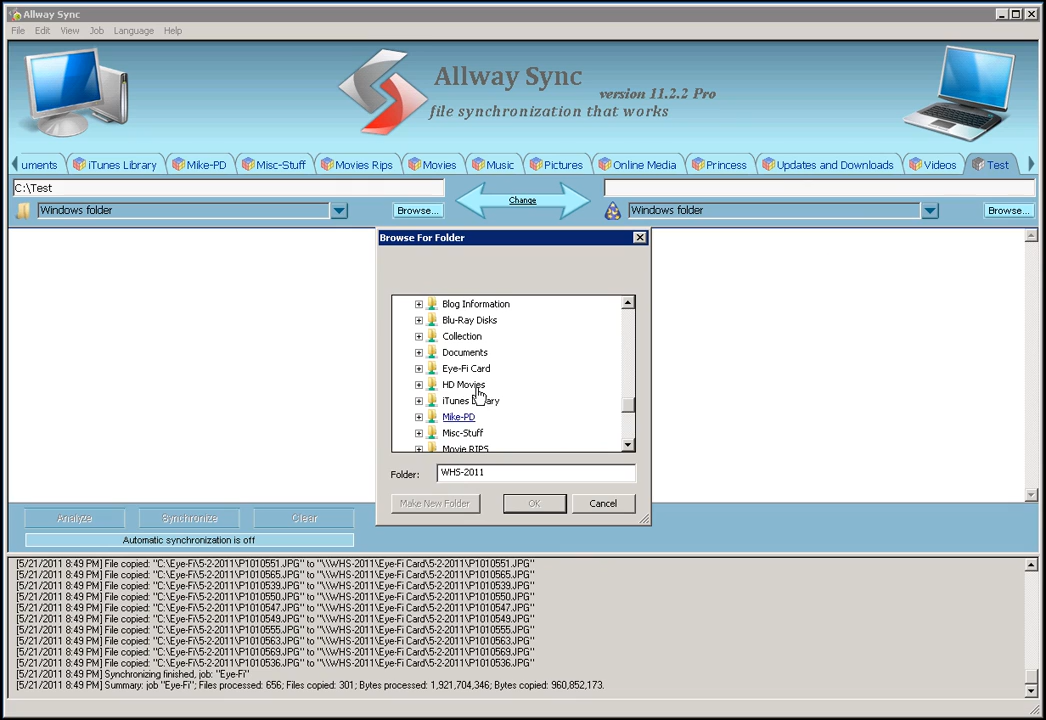 Allway Sync
File Edit View Job Language Help
Allway Sync
version 11.2.2 Pro
file synchronization that works
uments iTunes Library Mike-PD Misc-Stuff Movies Rips Movies Music Pictures Online Media Princess Updates and Downloads Videos Test
C:\Test
Change
Windows folder Browse... Windows folder Browse...
Browse For Folder
Blog Information
Blu-Ray Disks
Collection
Documents
Eye-Fi Card
HD Movies
iTunes Library
Mike-PD
Misc-Stuff
Movie RIPS
Folder: WHS-2011
Make New Folder OK Cancel
Analyze Synchronize Clear
Automatic synchronization is off
[5/21/2011 8:49 PM] File copied: "C:\Eye-Fi\5-2-2011\P1010551.JPG" to "\\WHS-2011\Eye-Fi Card\5-2-2011\P1010551.JPG"
[5/21/2011 8:49 PM] File copied: "C:\Eye-Fi\5-2-2011\P1010565.JPG" to "\\WHS-2011\Eye-Fi Card\5-2-2011\P1010565.JPG"
[5/21/2011 8:49 PM] File copied: "C:\Eye-Fi\5-2-2011\P1010539.JPG" to "\\WHS-2011\Eye-Fi Card\5-2-2011\P1010539.JPG"
[5/21/2011 8:49 PM] File copied: "C:\Eye-Fi\5-2-2011\P1010550.JPG" to "\\WHS-2011\Eye-Fi Card\5-2-2011\P1010550.JPG"
[5/21/2011 8:49 PM] File copied: "C:\Eye-Fi\5-2-2011\P1010547.JPG" to "\\WHS-2011\Eye-Fi Card\5-2-2011\P1010547.JPG"
[5/21/2011 8:49 PM] File copied: "C:\Eye-Fi\5-2-2011\P1010549.JPG" to "\\WHS-2011\Eye-Fi Card\5-2-2011\P1010549.JPG"
[5/21/2011 8:49 PM] File copied: "C:\Eye-Fi\5-2-2011\P1010555.JPG" to "\\WHS-2011\Eye-Fi Card\5-2-2011\P1010555.JPG"
[5/21/2011 8:49 PM] File copied: "C:\Eye-Fi\5-2-2011\P1010563.JPG" to "\\WHS-2011\Eye-Fi Card\5-2-2011\P1010563.JPG"
[5/21/2011 8:49 PM] File copied: "C:\Eye-Fi\5-2-2011\P1010569.JPG" to "\\WHS-2011\Eye-Fi Card\5-2-2011\P1010569.JPG"
[5/21/2011 8:49 PM] File copied: "C:\Eye-Fi\5-2-2011\P1010536.JPG" to "\\WHS-2011\Eye-Fi Card\5-2-2011\P1010536.JPG"
[5/21/2011 8:49 PM] Synchronizing finished, job: "Eye-Fi"
[5/21/2011 8:49 PM] Summary: job "Eye-Fi"; Files processed: 656; Files copied: 301; Bytes processed: 1,921,704,346; Bytes copied: 960,852,173.